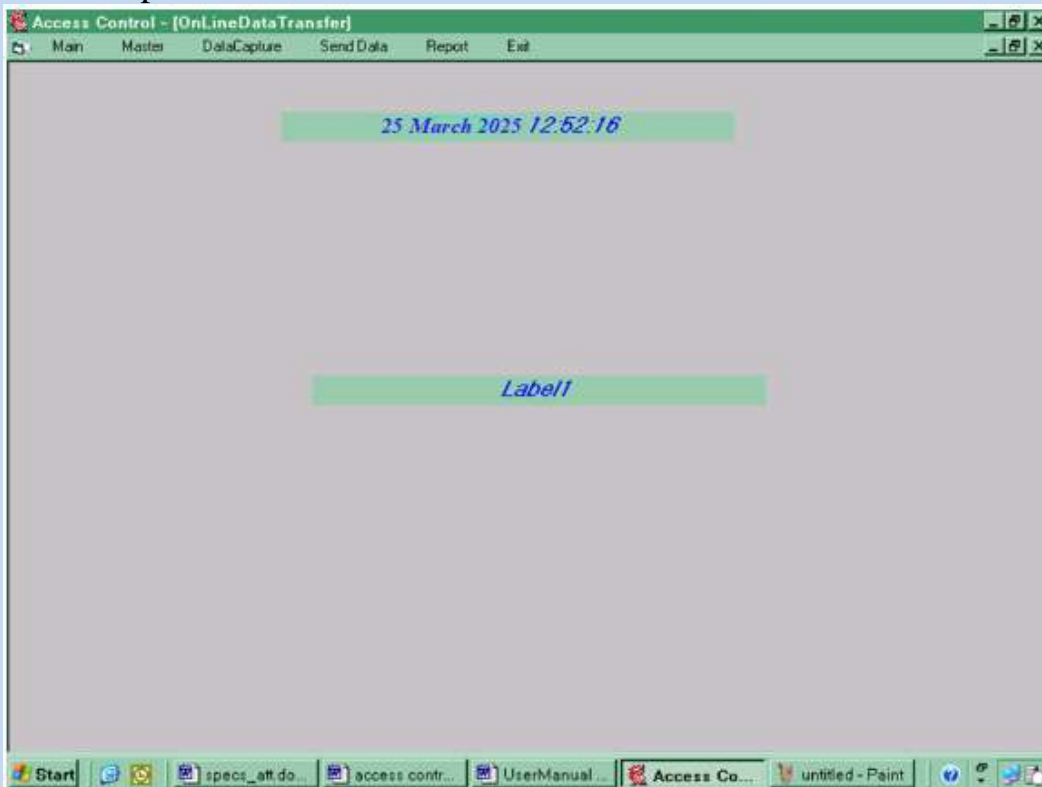 Access Control - [OnLineDataTransfer]
Main Master DataCapture Send Data Report Exit
25 March 2025 12:52:16
Label1
Start specs_att.do... access contr... UserManual ... Access Co... untitled - Paint